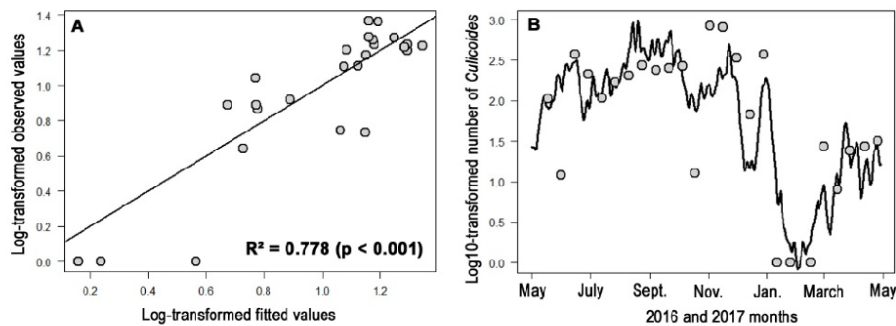 A
Log-transformed observed values
1.4
1.2
1.0
0.8
0.6
0.4
0.2
0.0
R² = 0.778 (p < 0.001)
0.2 0.4 0.6 0.8 1.0 1.2
Log-transformed fitted values
B
Log10-transformed number of Culicoides
3.0
2.5
2.0
1.5
1.0
0.5
0.0
May July Sept. Nov. Jan. March May
2016 and 2017 months